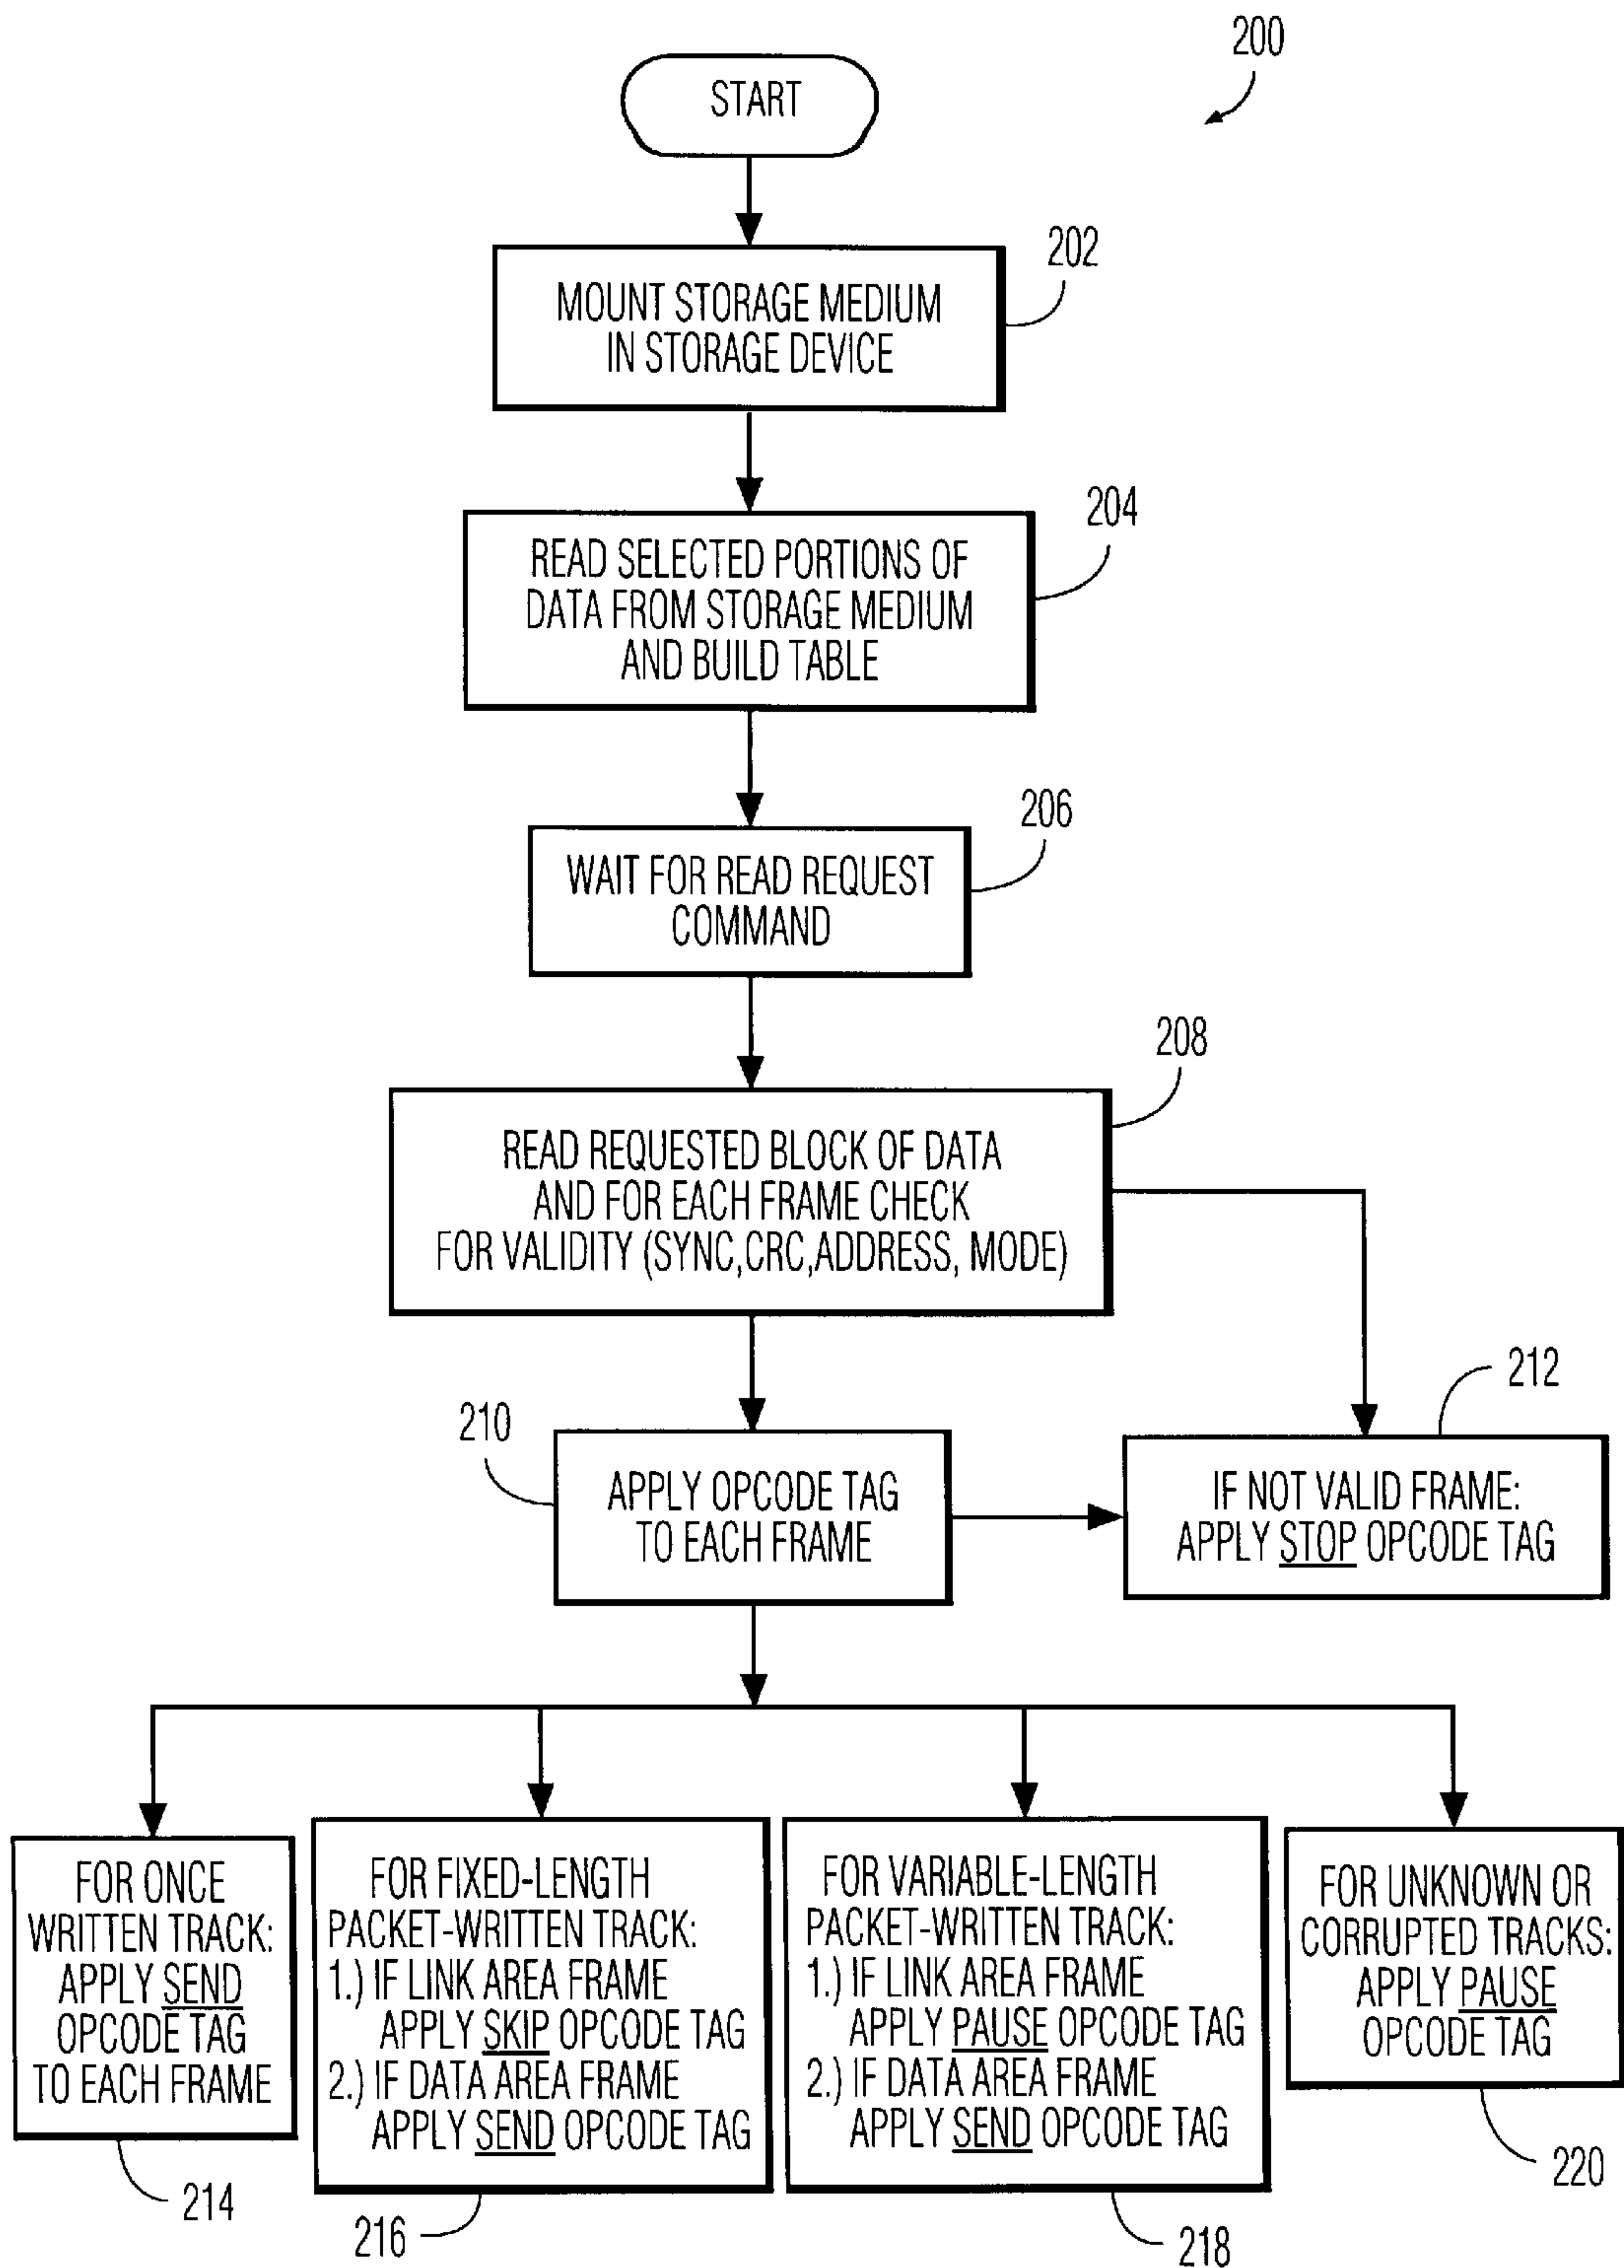 200
START
202
MOUNT STORAGE MEDIUM
IN STORAGE DEVICE
204
READ SELECTED PORTIONS OF
DATA FROM STORAGE MEDIUM
AND BUILD TABLE
206
WAIT FOR READ REQUEST
COMMAND
208
READ REQUESTED BLOCK OF DATA
AND FOR EACH FRAME CHECK
FOR VALIDITY (SYNC,CRC,ADDRESS, MODE)
210
APPLY OPCODE TAG
TO EACH FRAME
212
IF NOT VALID FRAME:
APPLY STOP OPCODE TAG
FOR ONCE
WRITTEN TRACK:
APPLY SEND
OPCODE TAG
TO EACH FRAME
214
FOR FIXED-LENGTH
PACKET-WRITTEN TRACK:
1.) IF LINK AREA FRAME
APPLY SKIP OPCODE TAG
2.) IF DATA AREA FRAME
APPLY SEND OPCODE TAG
216
FOR VARIABLE-LENGTH
PACKET-WRITTEN TRACK:
1.) IF LINK AREA FRAME
APPLY PAUSE OPCODE TAG
2.) IF DATA AREA FRAME
APPLY SEND OPCODE TAG
218
FOR UNKNOWN OR
CORRUPTED TRACKS:
APPLY PAUSE
OPCODE TAG
220